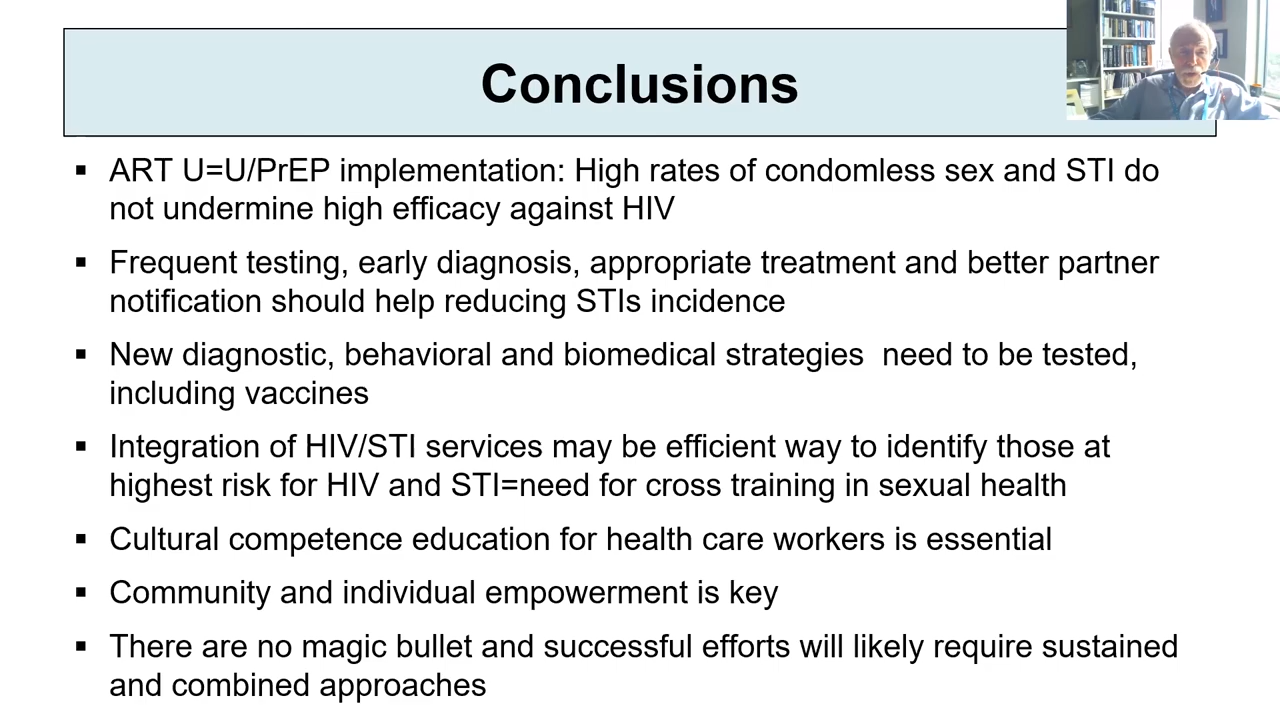 Conclusions
▪ ART U=U/PrEP implementation: High rates of condomless sex and STI do
not undermine high efficacy against HIV
▪ Frequent testing, early diagnosis, appropriate treatment and better partner
notification should help reducing STIs incidence
▪ New diagnostic, behavioral and biomedical strategies  need to be tested,
including vaccines
▪ Integration of HIV/STI services may be efficient way to identify those at
highest risk for HIV and STI=need for cross training in sexual health
▪ Cultural competence education for health care workers is essential
▪ Community and individual empowerment is key
▪ There are no magic bullet and successful efforts will likely require sustained
and combined approaches